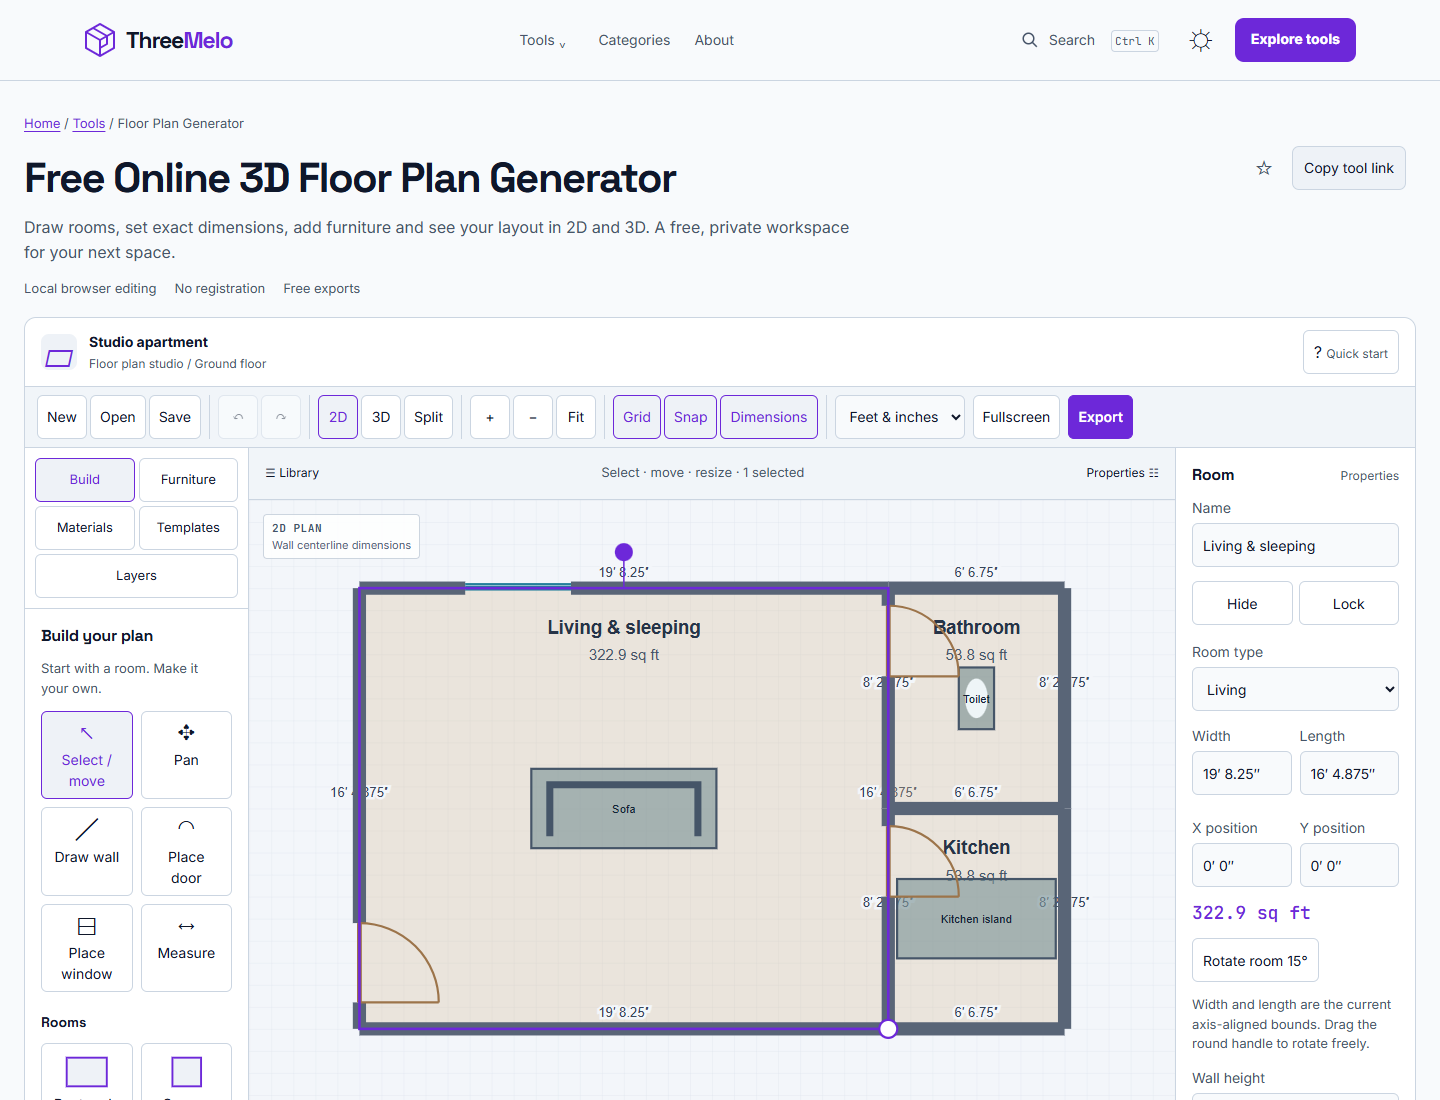 ThreeMelo
Tools
Categories
About
Search
Ctrl K
Explore tools
Home / Tools / Floor Plan Generator
Free Online 3D Floor Plan Generator
Copy tool link
Draw rooms, set exact dimensions, add furniture and see your layout in 2D and 3D. A free, private workspace
for your next space.
Local browser editing
No registration
Free exports
Studio apartment
Floor plan studio / Ground floor
? Quick start
New
Open
Save
2D
3D
Split
+
−
Fit
Grid
Snap
Dimensions
Feet & inches
Fullscreen
Export
Build
Furniture
Materials
Templates
Layers
Build your plan
Start with a room. Make it
your own.
Select /
move
Pan
Draw wall
Place
door
Place
window
Measure
Rooms
Library
Select · move · resize · 1 selected
Properties
2D PLAN
Wall centerline dimensions
19′ 8.25″
6′ 6.75″
Living & sleeping
322.9 sq ft
Bathroom
53.8 sq ft
Toilet
6′ 6.75″
Sofa
Kitchen
53.8 sq ft
Kitchen island
19′ 8.25″
6′ 6.75″
Room
Properties
Name
Living & sleeping
Hide
Lock
Room type
Living
Width
Length
19′ 8.25″
16′ 4.875″
X position
Y position
0′ 0″
0′ 0″
322.9 sq ft
Rotate room 15°
Width and length are the current
axis-aligned bounds. Drag the
round handle to rotate freely.
Wall height